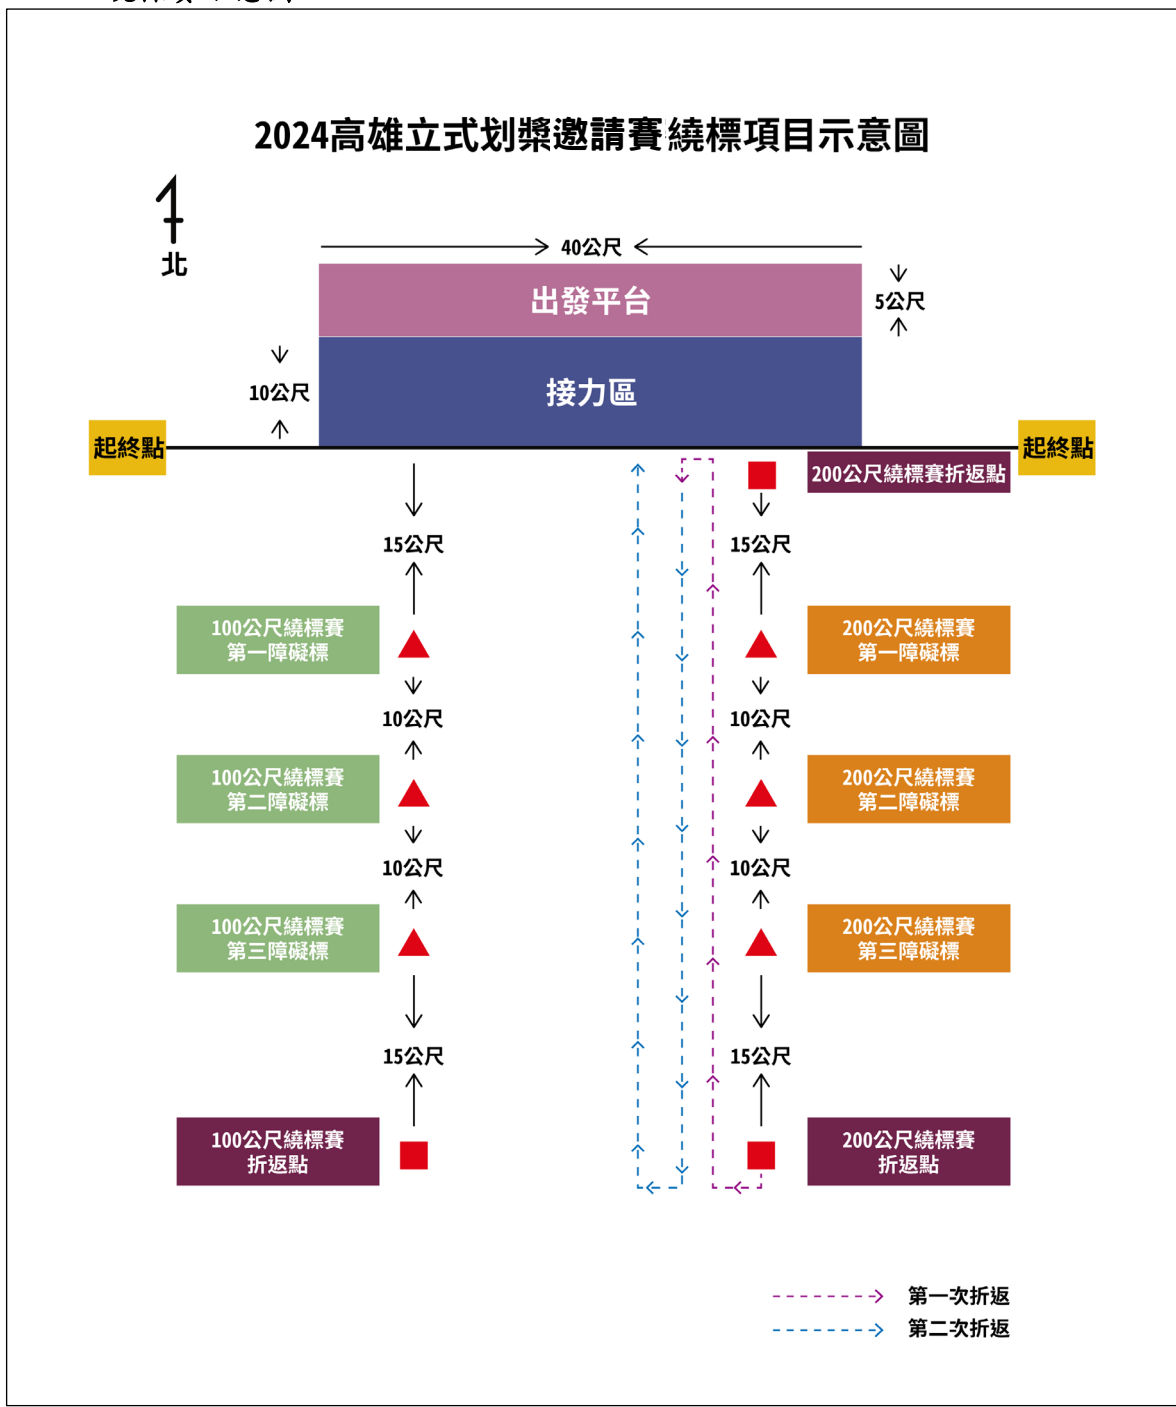 2024高雄立式划槳邀請賽繞標項目示意圖
北
40公尺
出發平台
5公尺
接力區
10公尺
起終點
起終點
200公尺繞標賽折返點
15公尺
15公尺
100公尺繞標賽
第一障礙標
200公尺繞標賽
第一障礙標
10公尺
10公尺
100公尺繞標賽
第二障礙標
200公尺繞標賽
第二障礙標
10公尺
10公尺
100公尺繞標賽
第三障礙標
200公尺繞標賽
第三障礙標
15公尺
15公尺
100公尺繞標賽
折返點
200公尺繞標賽
折返點
第一次折返
第二次折返